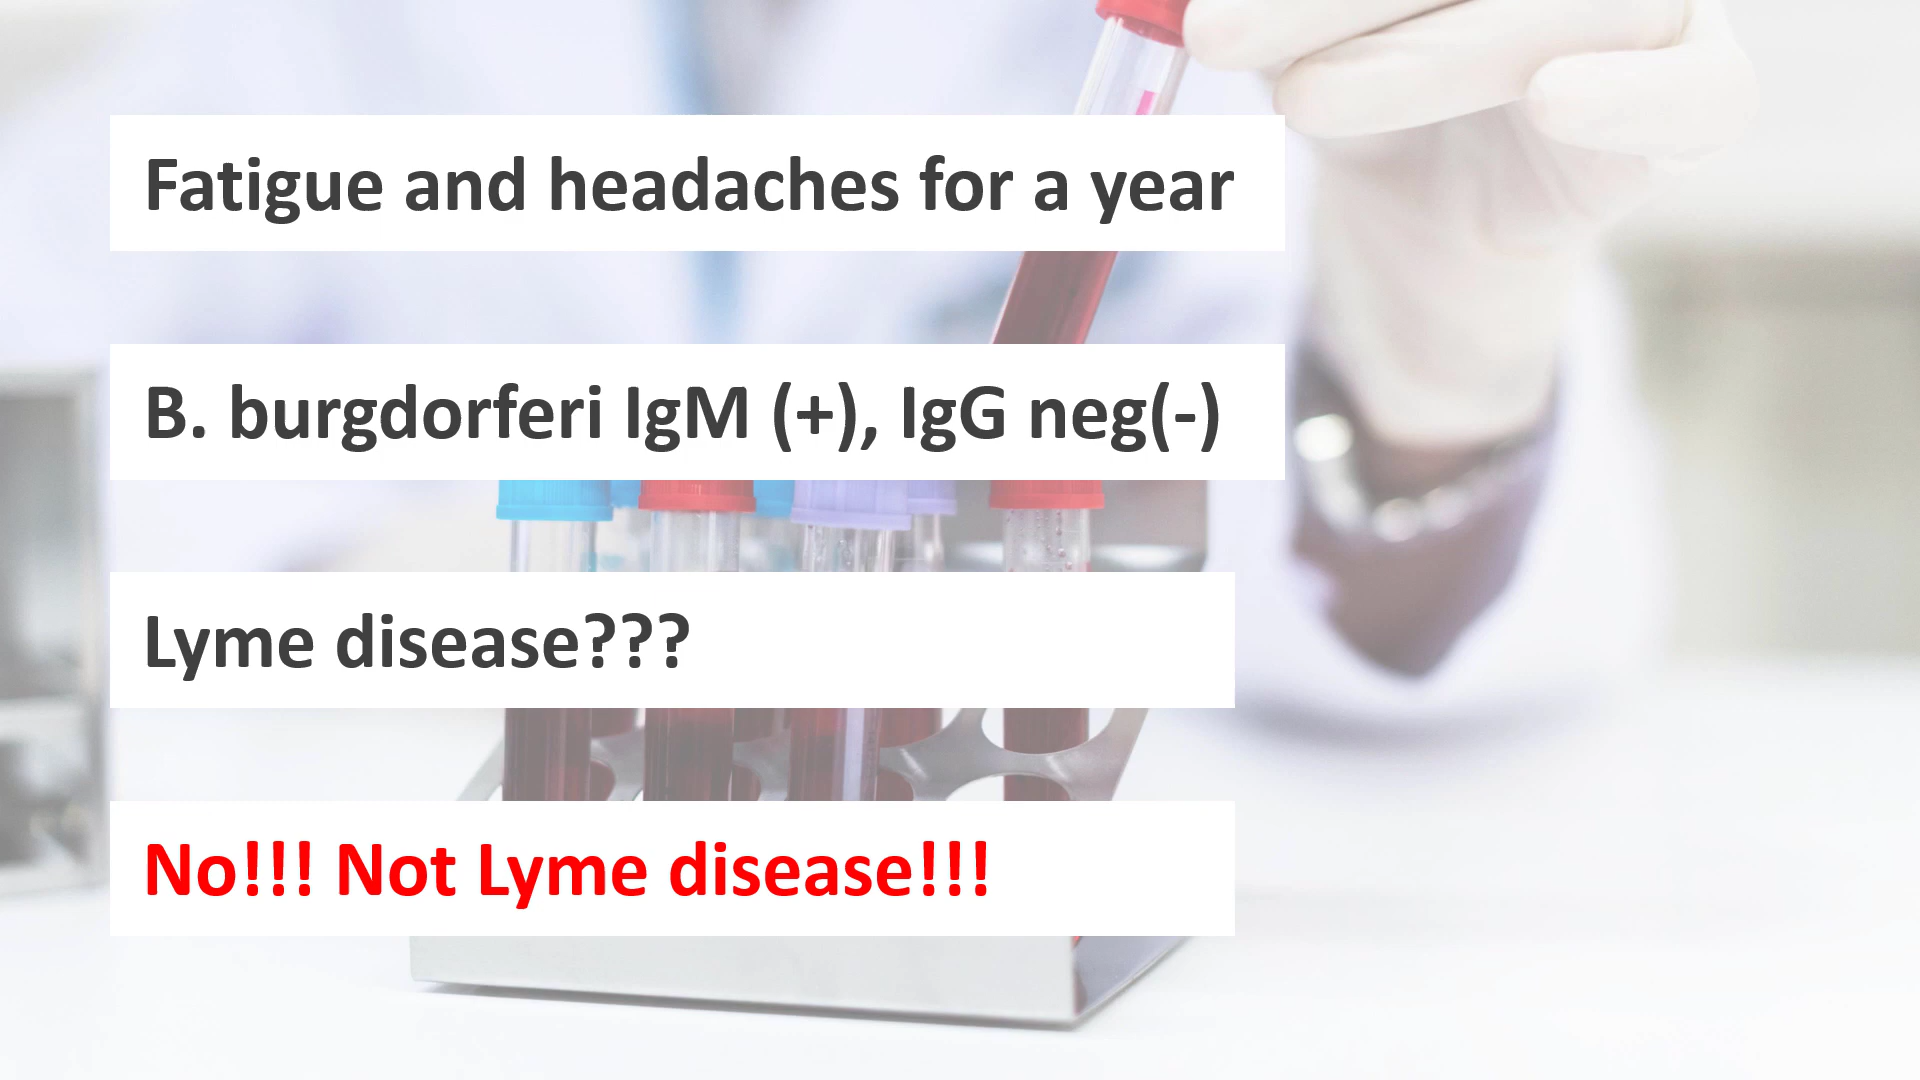 Fatigue and headaches for a year
B. burgdorferi IgM (+), IgG neg(-)
Lyme disease???
No!!! Not Lyme disease!!!